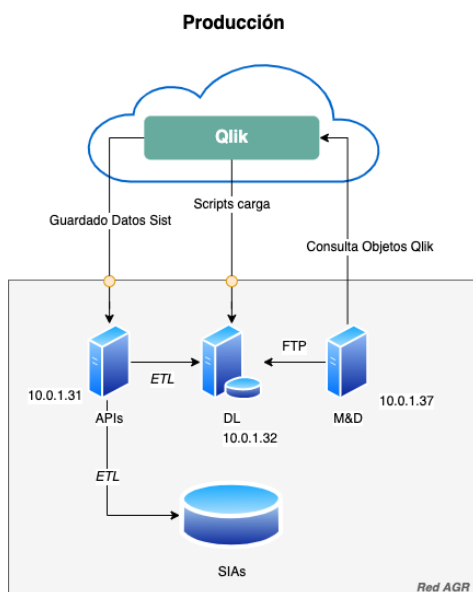 Producción
Qlik
Guardado Datos Sist
Scripts carga
Consulta Objetos Qlik
ETL
FTP
10.0.1.31
APIs
DL
10.0.1.32
M&D
10.0.1.37
ETL
SIAs
Red AGR